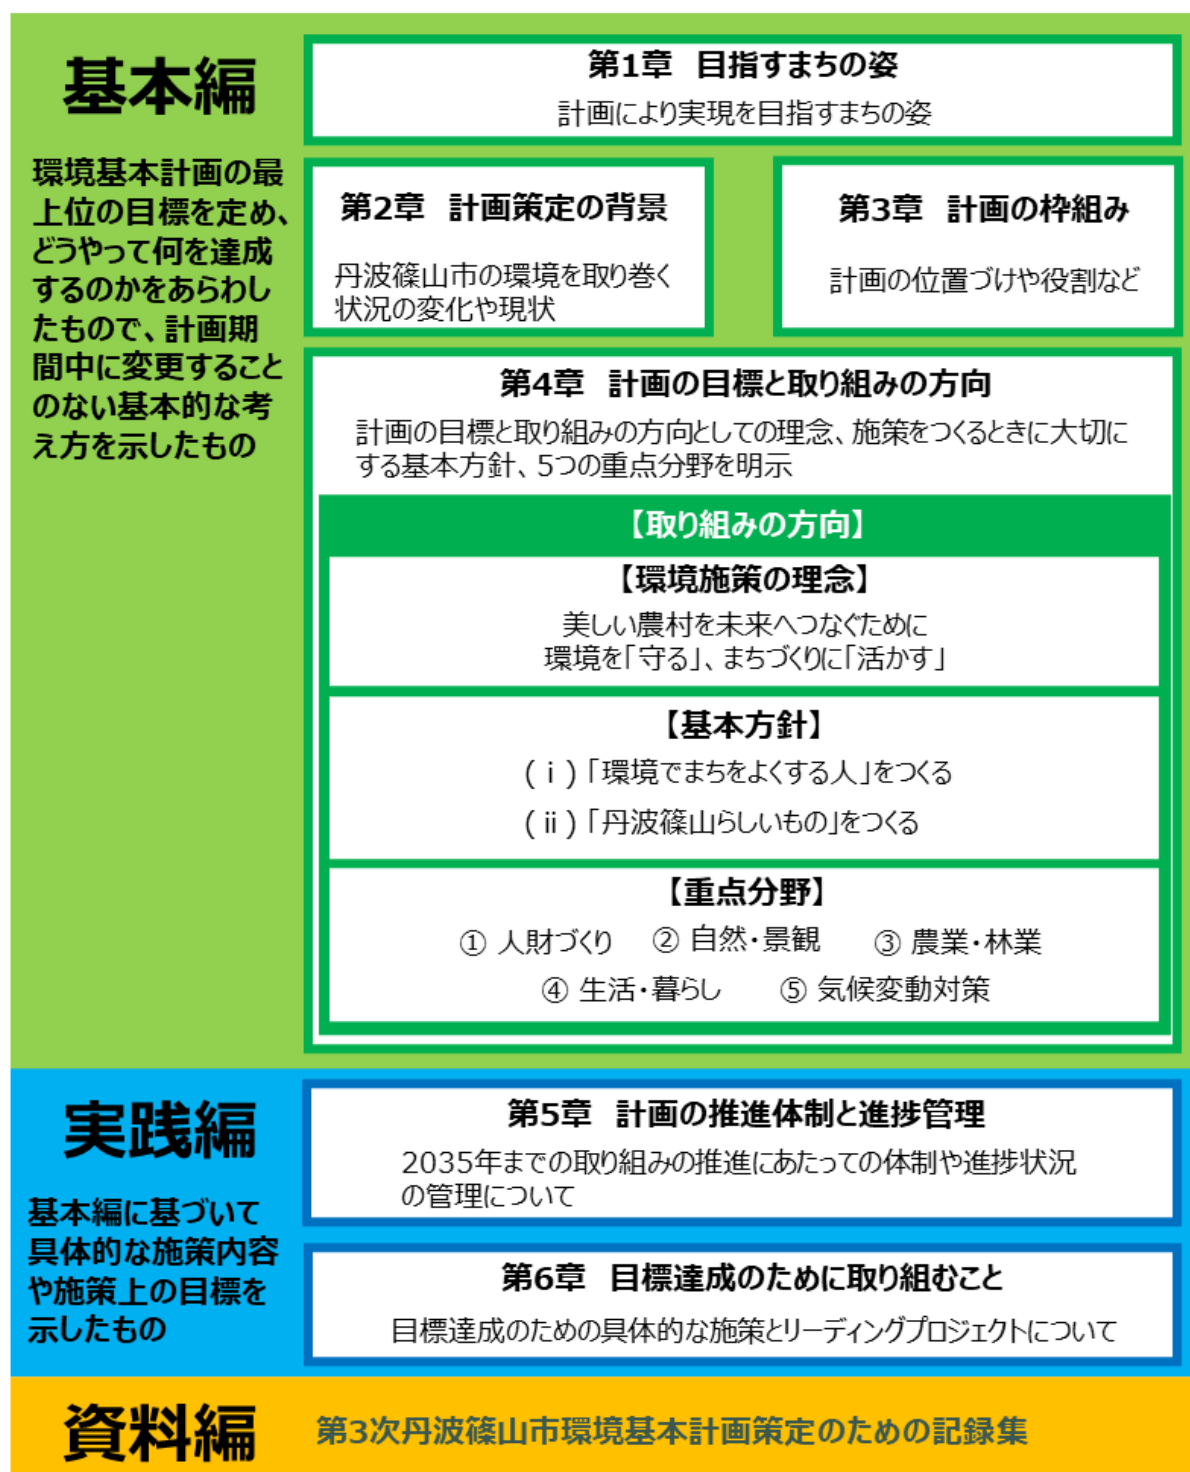 基本編
環境基本計画の最
上位の目標を定め、
どうやって何を達成
するのかをあらわし
たもので、計画期
間中に変更すること
のない基本的な考
え方を示したもの
第1章 目指すまちの姿
計画により実現を目指すまちの姿
第2章 計画策定の背景
丹波篠山市の環境を取り巻く
状況の変化や現状
第3章 計画の枠組み
計画の位置づけや役割など
第4章 計画の目標と取り組みの方向
計画の目標と取り組みの方向としての理念、施策をつくるときに大切に
する基本方針、5つの重点分野を明示
【取り組みの方向】
【環境施策の理念】
美しい農村を未来へつなぐために
環境を「守る」、まちづくりに「活かす」
【基本方針】
(ⅰ)「環境でまちをよくする人」をつくる
(ⅱ)「丹波篠山らしいもの」をつくる
【重点分野】
① 人財づくり ② 自然・景観 ③ 農業・林業
④ 生活・暮らし ⑤ 気候変動対策
実践編
基本編に基づいて
具体的な施策内容
や施策上の目標を
示したもの
第5章 計画の推進体制と進捗管理
2035年までの取り組みの推進にあたっての体制や進捗状況
の管理について
第6章 目標達成のために取り組むこと
目標達成のための具体的な施策とリーディングプロジェクトについて
資料編
第3次丹波篠山市環境基本計画策定のための記録集